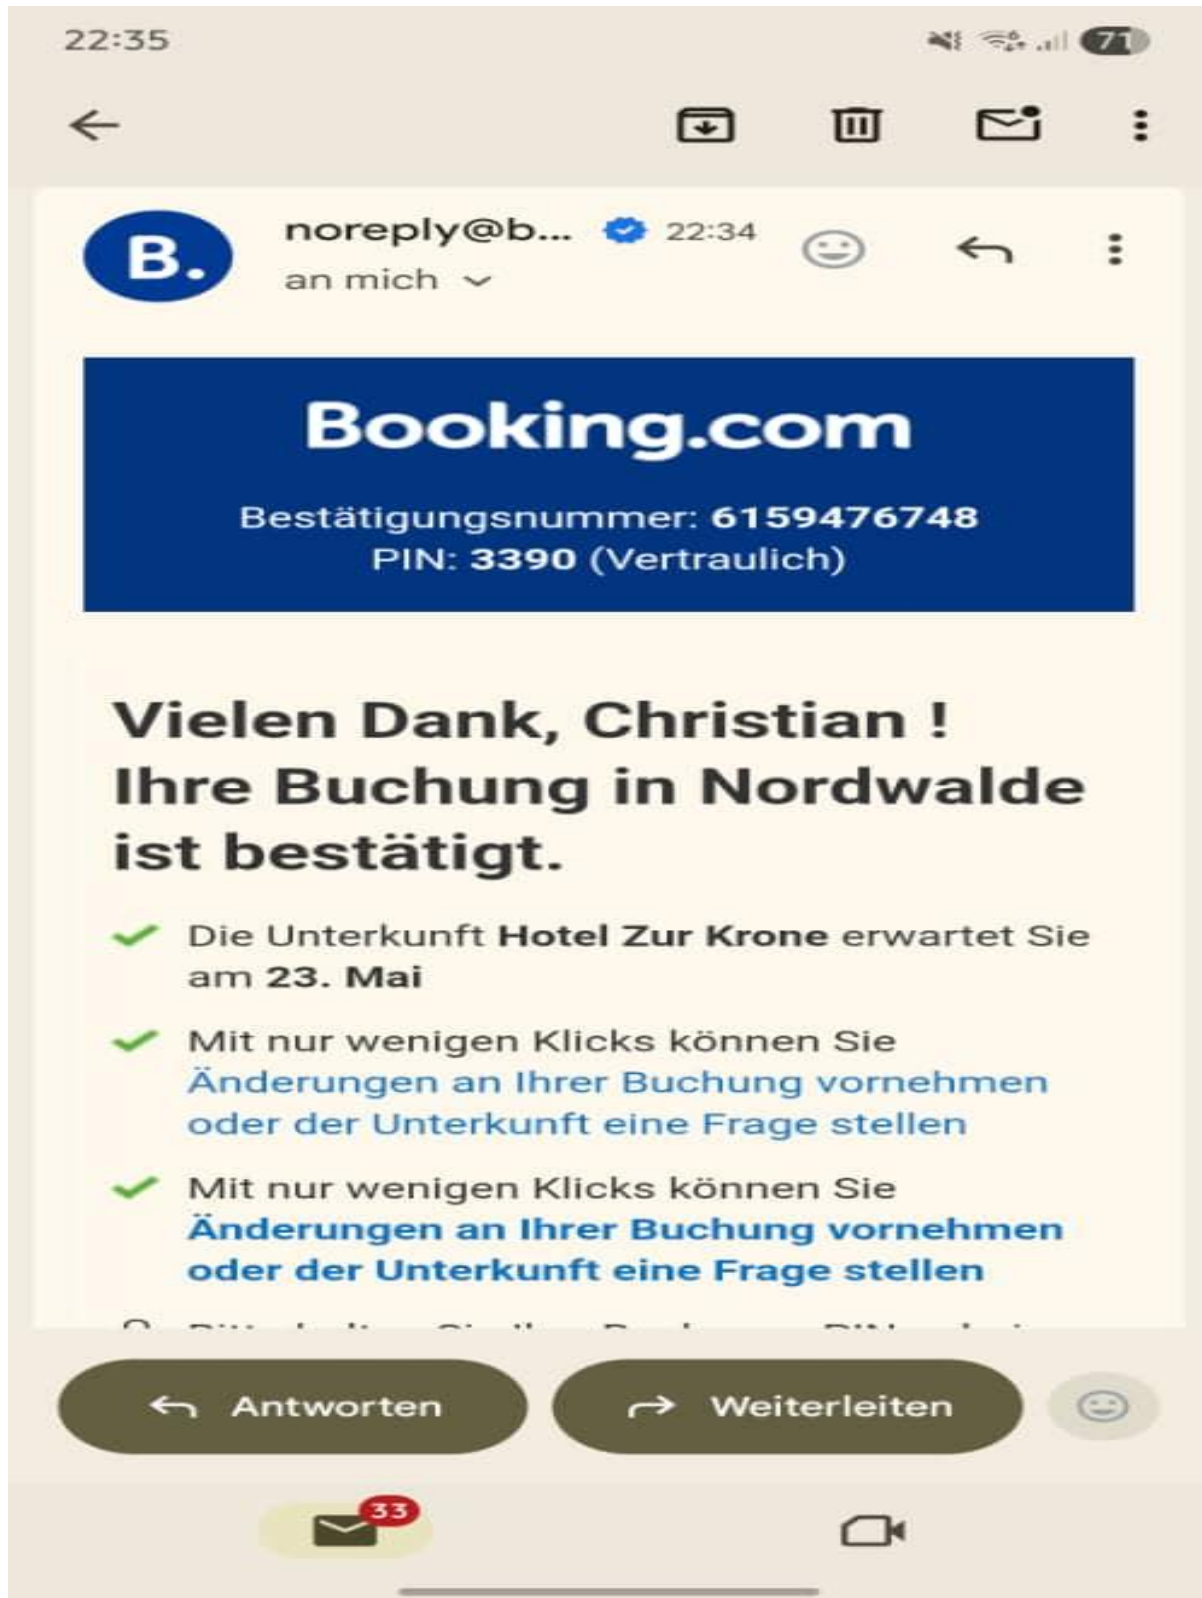 22:35
71
B.
noreply@b... 22:34
an mich
Booking.com
Bestätigungsnummer: 6159476748
PIN: 3390 (Vertraulich)
Vielen Dank, Christian !
Ihre Buchung in Nordwalde
ist bestätigt.
Die Unterkunft Hotel Zur Krone erwartet Sie
am 23. Mai
Mit nur wenigen Klicks können Sie
Änderungen an Ihrer Buchung vornehmen
oder der Unterkunft eine Frage stellen
Mit nur wenigen Klicks können Sie
Änderungen an Ihrer Buchung vornehmen
oder der Unterkunft eine Frage stellen
Antworten
Weiterleiten
33